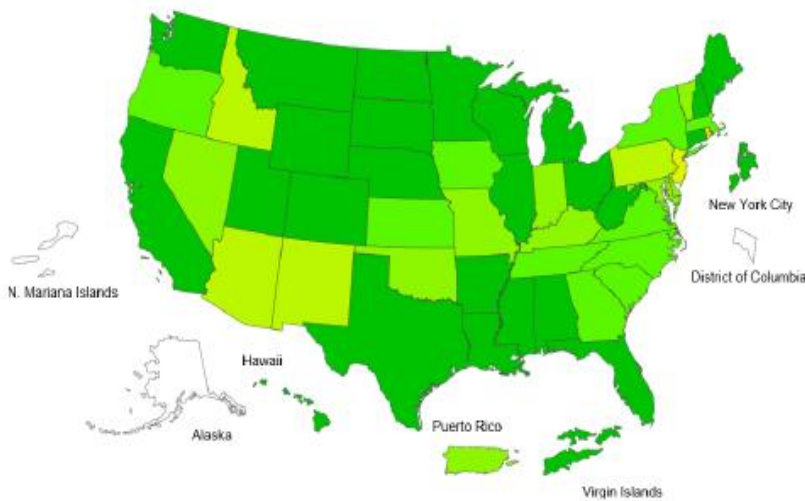 New York City
District of Columbia
N. Mariana Islands
Hawaii
Alaska
Puerto Rico
Virgin Islands